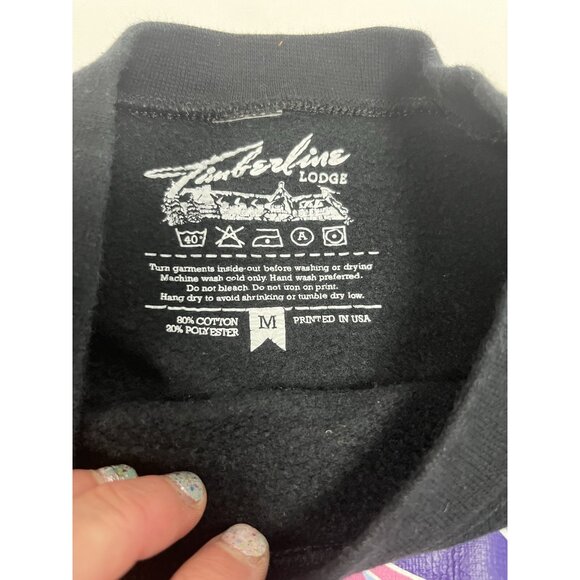 Timberline
LODGE
40° A
Turn garments inside-out before washing or drying
Machine wash cold only. Hand wash preferred.
Do not bleach. Do not iron on print.
Hang dry to avoid shrinking or tumble dry low.
80% COTTON
20% POLYESTER
M
PRINTED IN USA